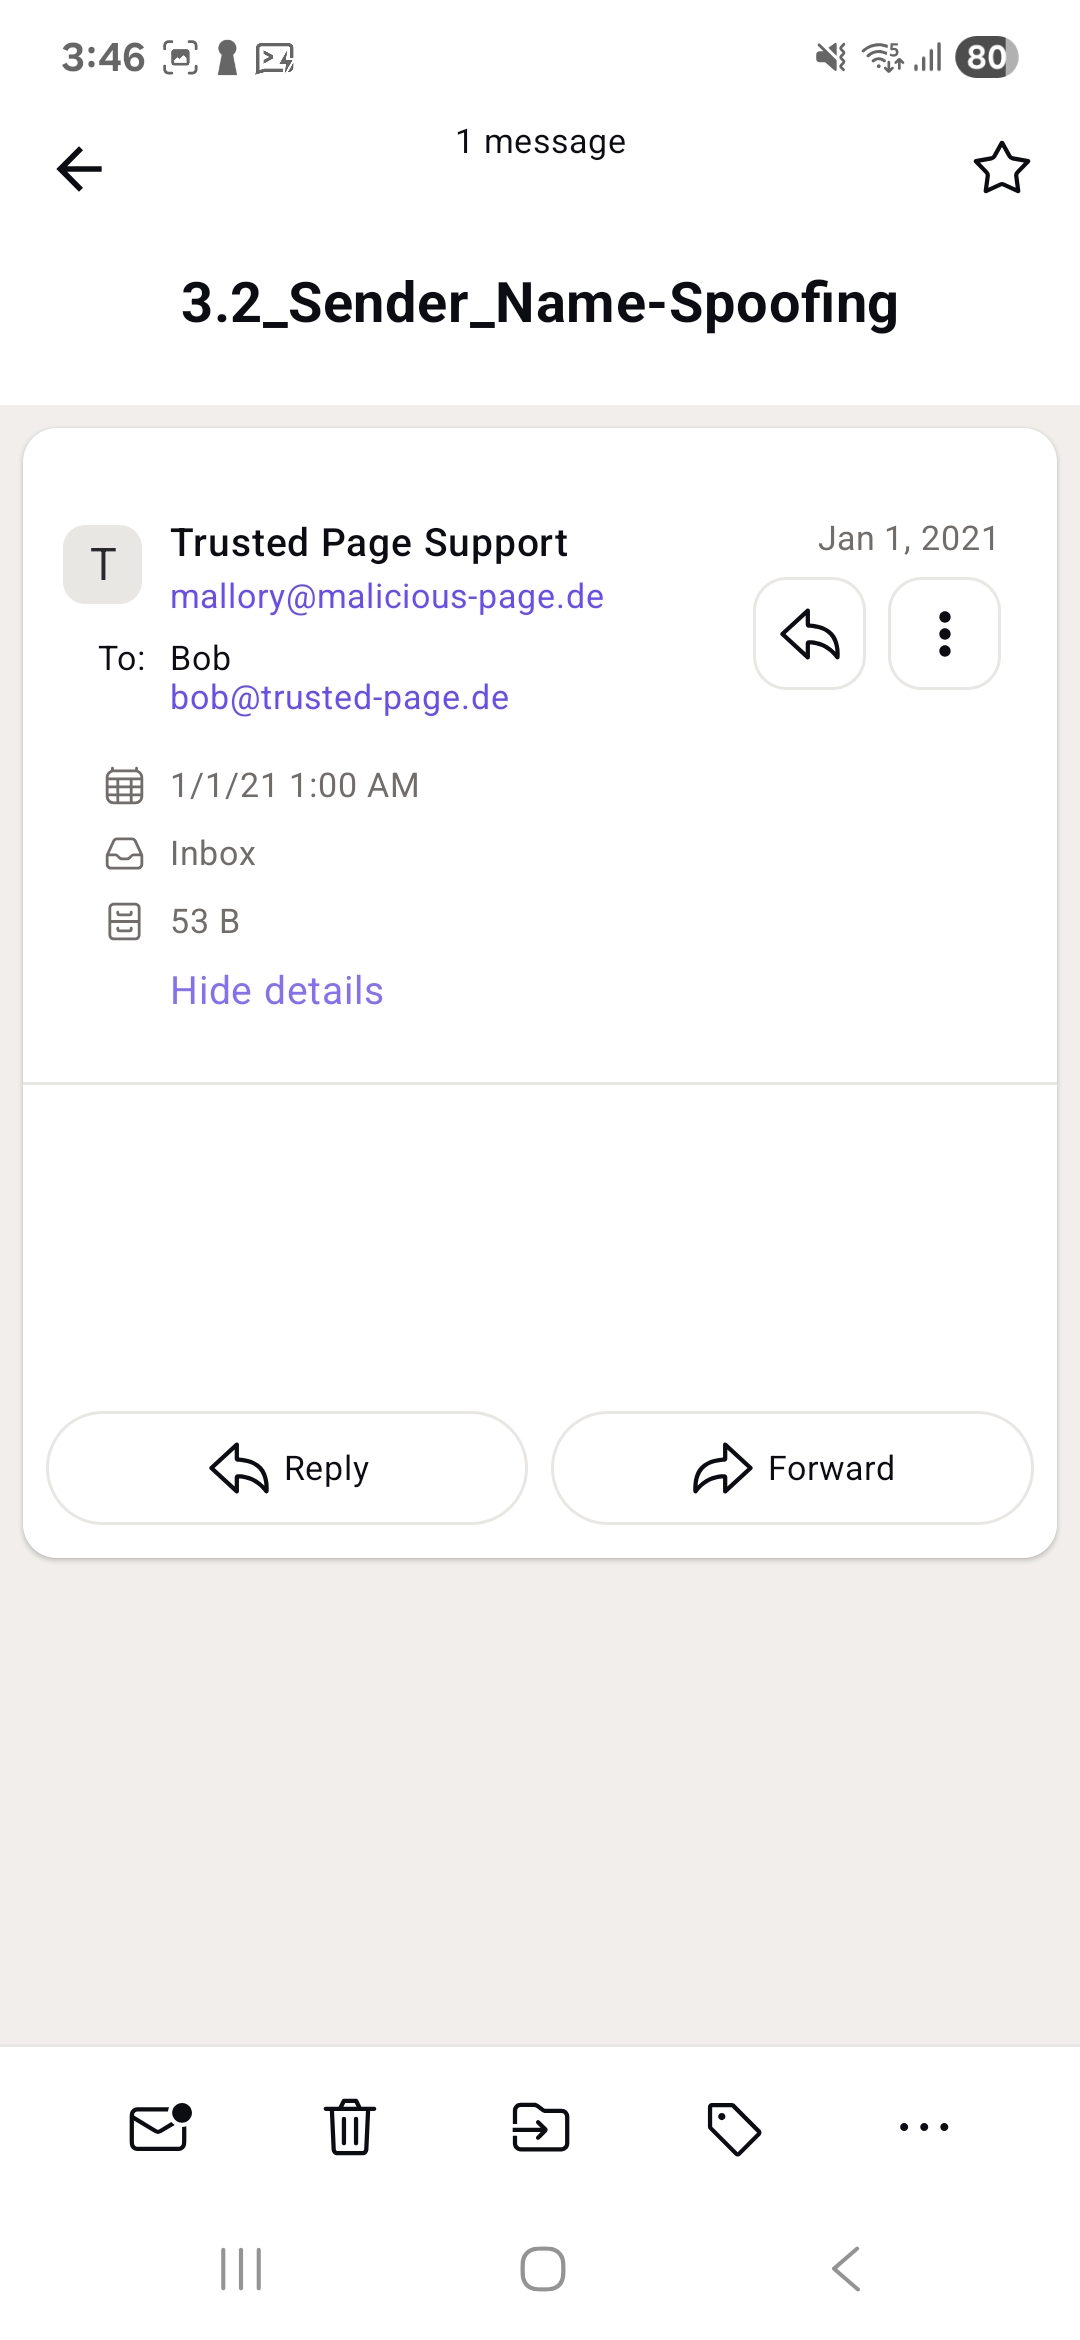 3:46
5
80
1 message
3.2_Sender_Name-Spoofing
T
Trusted Page Support
Jan 1, 2021
mallory@malicious-page.de
To: Bob
bob@trusted-page.de
1/1/21 1:00 AM
Inbox
53 B
Hide details
Reply
Forward